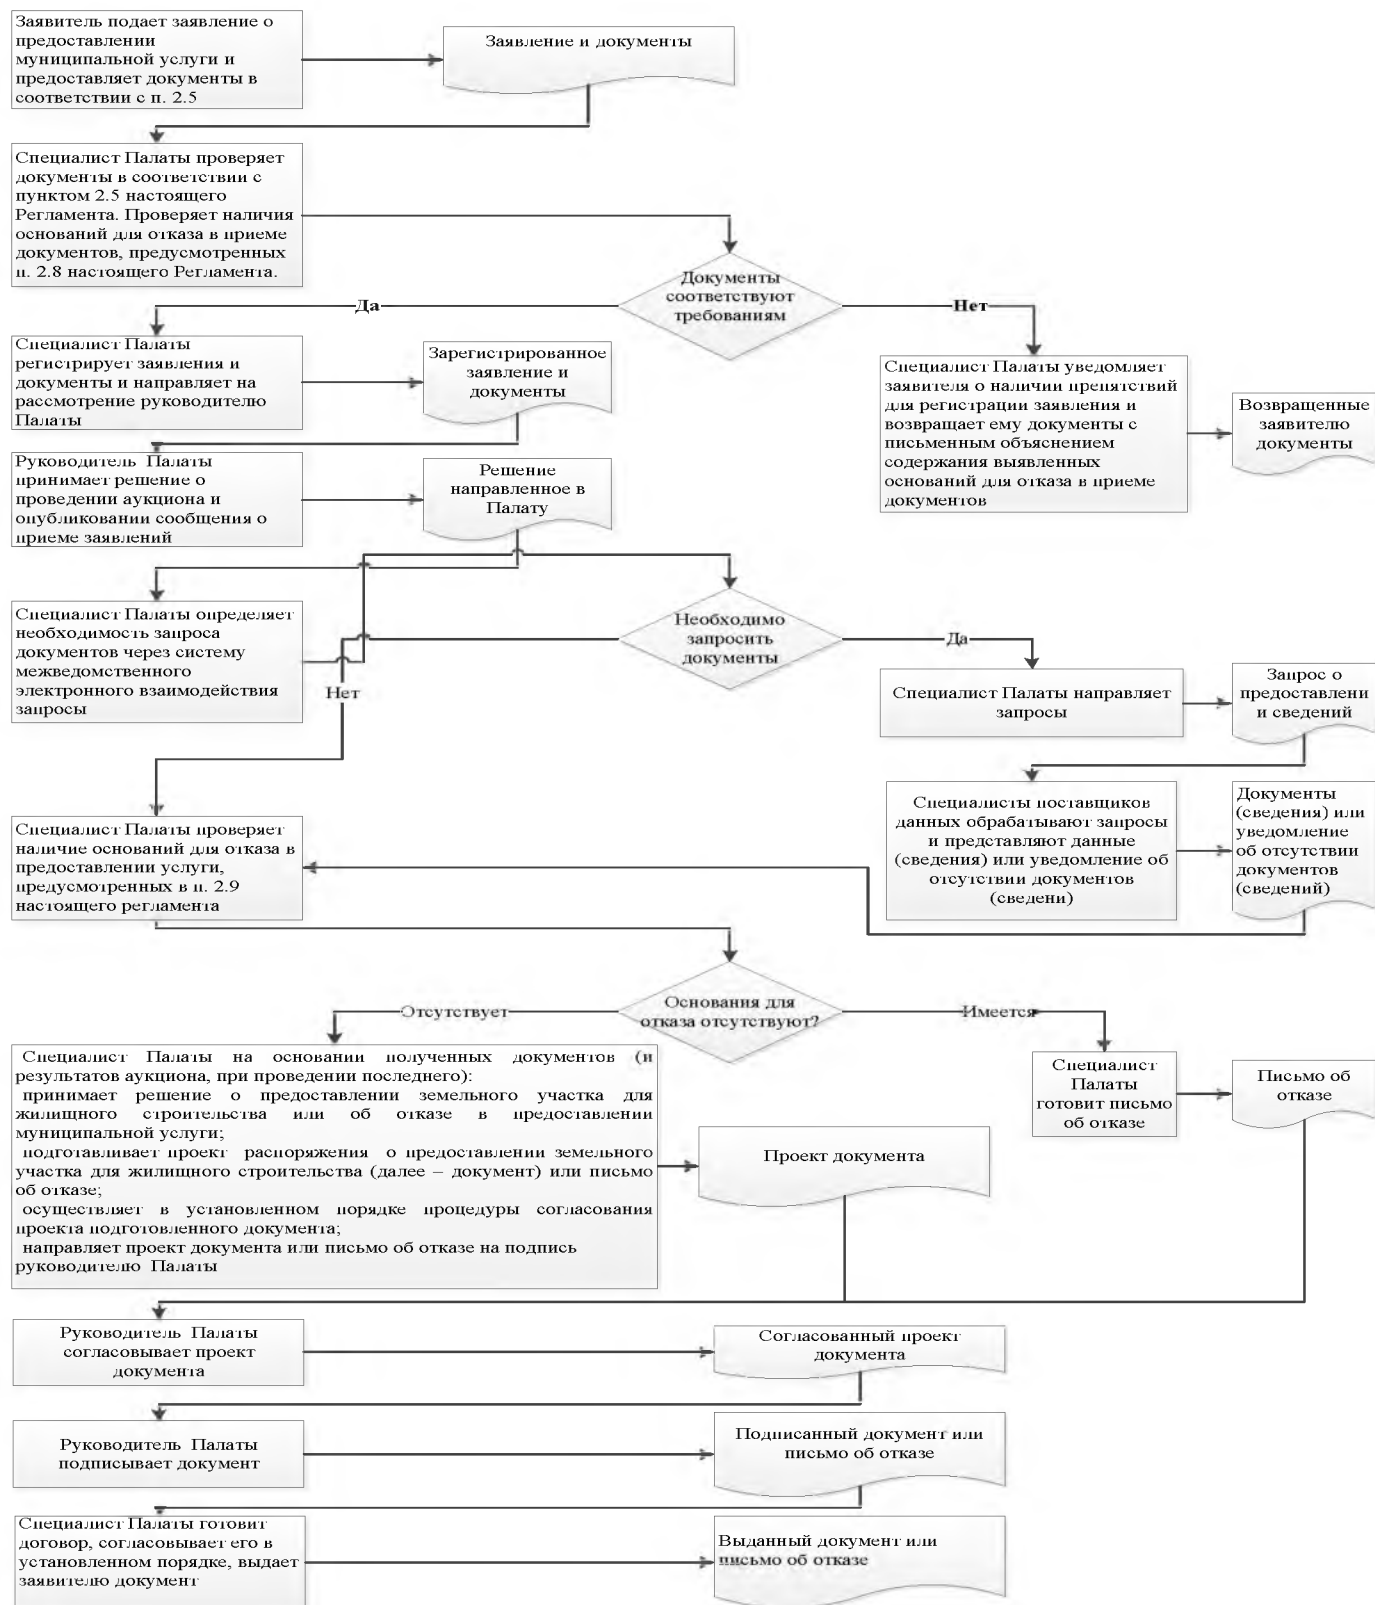 Заявитель подает заявление о
предоставлении
муниципальной услуги и
предоставляет документы в
соответствии с п. 2.5
Заявление и документы
Специалист Палаты проверяет
документы в соответствии с
пунктом 2.5 настоящего
Регламента. Проверяет наличия
оснований для отказа в приеме
документов, предусмотренных
п. 2.8 настоящего Регламента.
Документы
соответствуют
требованиям
Да
Нет
Специалист Палаты
регистрирует заявления и
документы и направляет на
рассмотрение руководителю
Палаты
Зарегистрированное
заявление и
документы
Специалист Палаты уведомляет
заявителя о наличии препятствий
для регистрации заявления и
возвращает ему документы с
письменным объяснением
содержания выявленных
оснований для отказа в приеме
документов
Возвращенные
заявителю
документы
Руководитель Палаты
принимает решение о
проведении аукциона и
опубликовании сообщения о
приеме заявлений
Решение
направленное в
Палату
Специалист Палаты определяет
необходимость запроса
документов через систему
межведомственного
электронного взаимодействия
запросы
Необходимо
запросить
документы
Да
Нет
Специалист Палаты направляет
запросы
Запрос о
предоставлени
и сведений
Специалисты поставщиков
данных обрабатывают запросы
и представляют данные
(сведения) или уведомление об
отсутствии документов
(сведени)
Документы
(сведения) или
уведомление
об отсутствии
документов
(сведений)
Специалист Палаты проверяет
наличие оснований для отказа в
предоставлении услуги,
предусмотренных в п. 2.9
настоящего регламента
Основания для
отказа отсутствуют?
Отсутствует
Имеется
Специалист Палаты на основании полученных документов (и
результатов аукциона, при проведении последнего):
принимает решение о предоставлении земельного участка для
жилищного строительства или об отказе в предоставлении
муниципальной услуги;
подготавливает проект распоряжения о предоставлении земельного
участка для жилищного строительства (далее – документ) или письмо
об отказе;
осуществляет в установленном порядке процедуры согласования
проекта подготовленного документа;
направляет проект документа или письмо об отказе на подпись
руководителю Палаты
Проект документа
Специалист
Палаты
готовит письмо
об отказе
Письмо об
отказе
Руководитель Палаты
согласовывает проект
документа
Согласованный проект
документа
Руководитель Палаты
подписывает документ
Подписанный документ или
письмо об отказе
Специалист Палаты готовит
договор, согласовывает его в
установленном порядке, выдает
заявителю документ
Выданный документ или
письмо об отказе